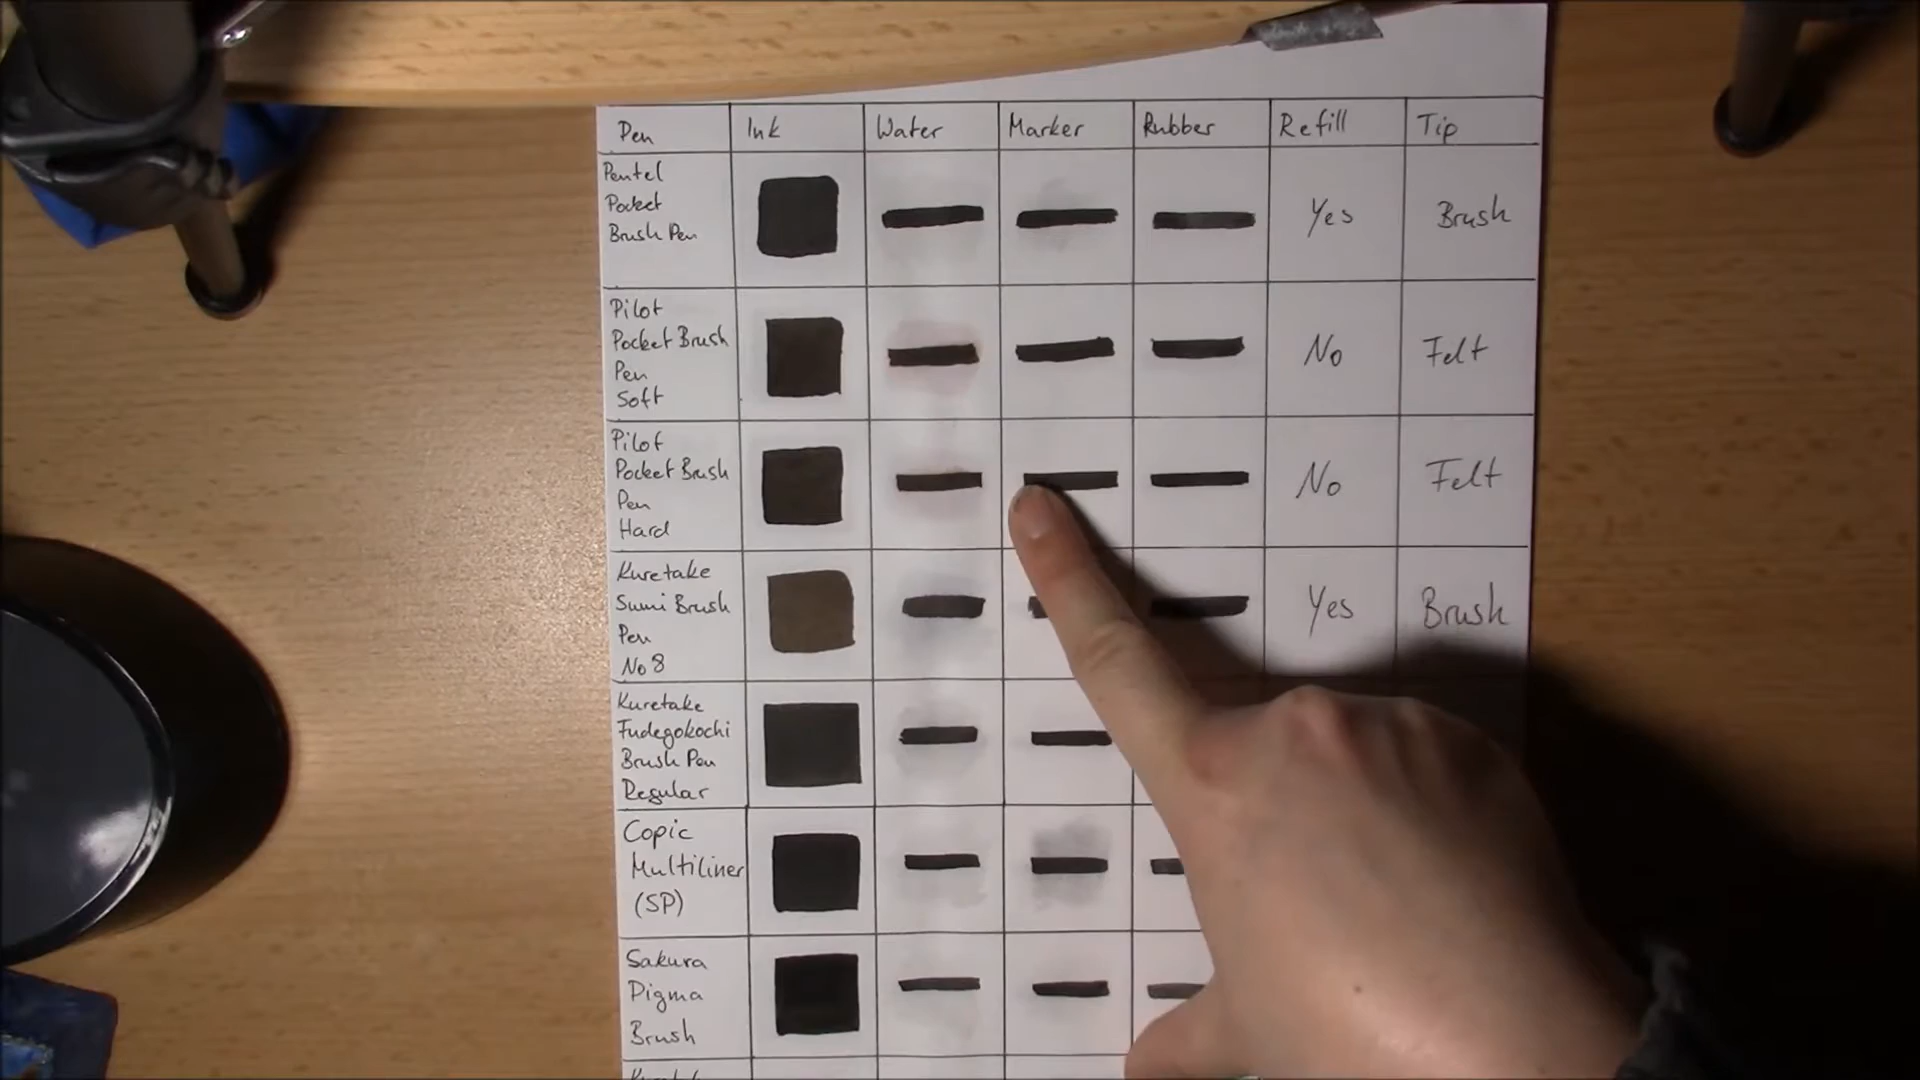 Pen Ink Water Marker Rubber Refill Tip
Pentel
Pocket
Brush Pen
Yes Brush
Pilot
Pocket Brush
Pen
Soft
No Felt
Pilot
Pocket Brush
Pen
Hard
No Felt
Kuretake
Sumi Brush
Pen
No 8
Yes Brush
Kuretake
Fudegokochi
Brush Pen
Regular
Copic
Multiliner
(SP)
Sakura
Pigma
Brush